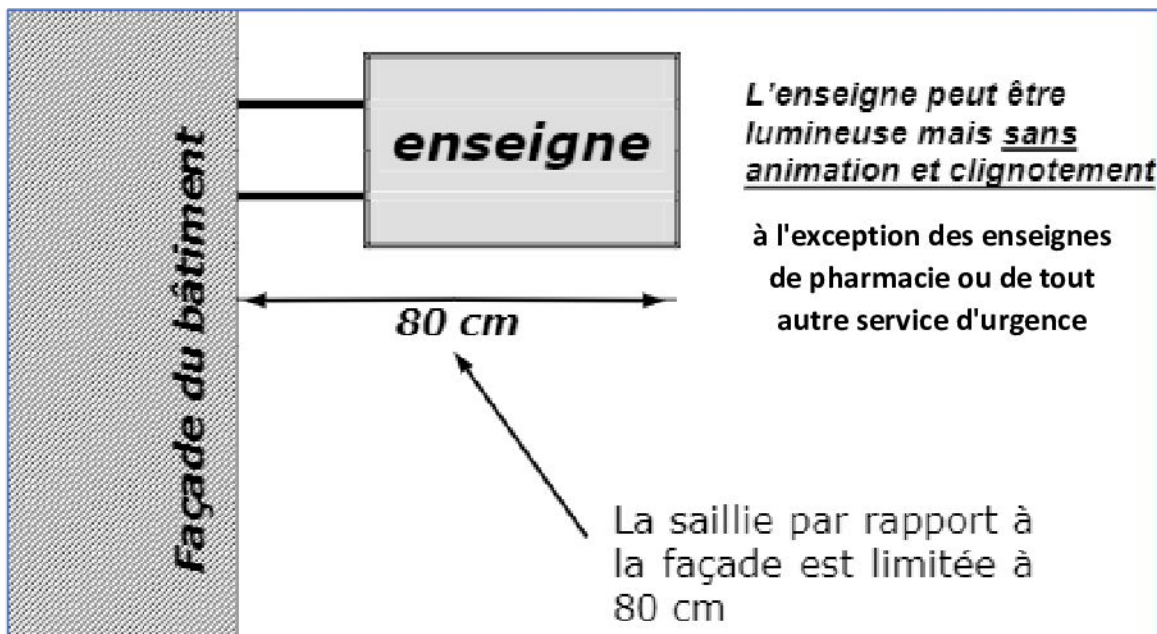 Façade du bâtiment
enseigne
L'enseigne peut être
lumineuse mais sans
animation et clignotement
à l'exception des enseignes
de pharmacie ou de tout
autre service d'urgence
80 cm
La saillie par rapport à
la façade est limitée à
80 cm